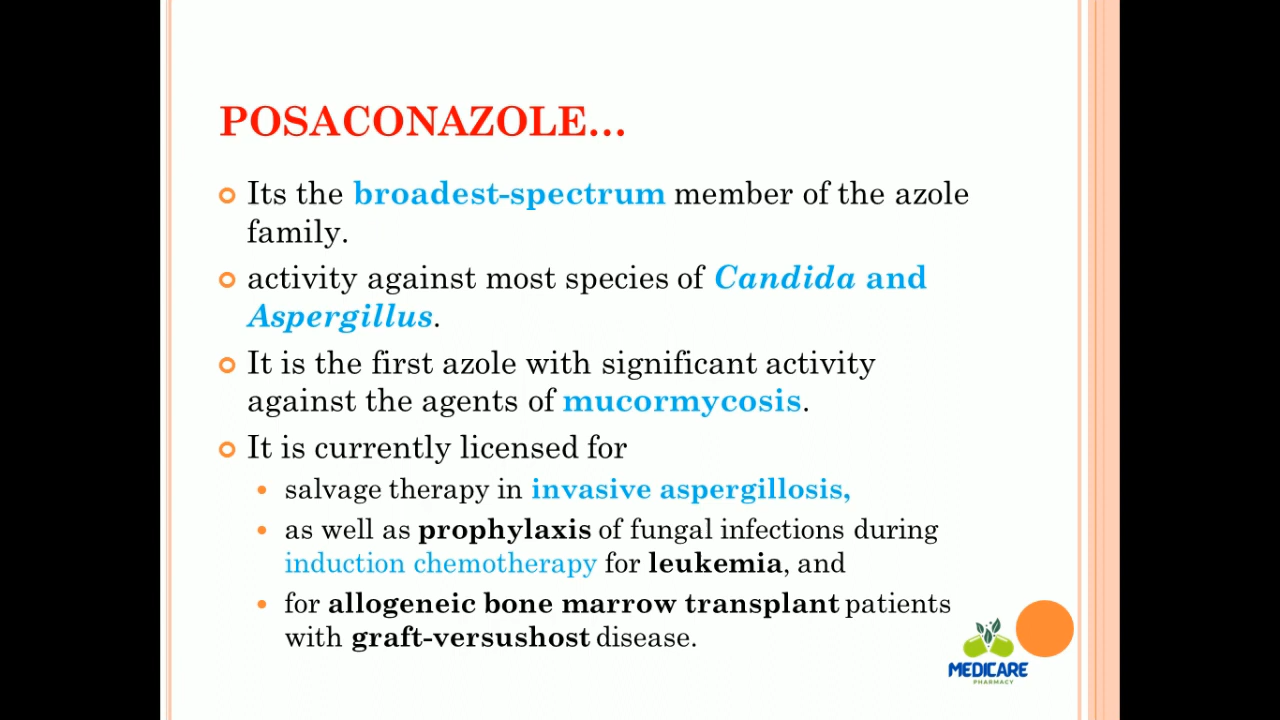 POSACONAZOLE…
Its the broadest-spectrum member of the azole
family.
activity against most species of Candida and
Aspergillus.
It is the first azole with significant activity
against the agents of mucormycosis.
It is currently licensed for
salvage therapy in invasive aspergillosis,
as well as prophylaxis of fungal infections during
induction chemotherapy for leukemia, and
for allogeneic bone marrow transplant patients
with graft-versushost disease.
MEDICARE
PHARMACY